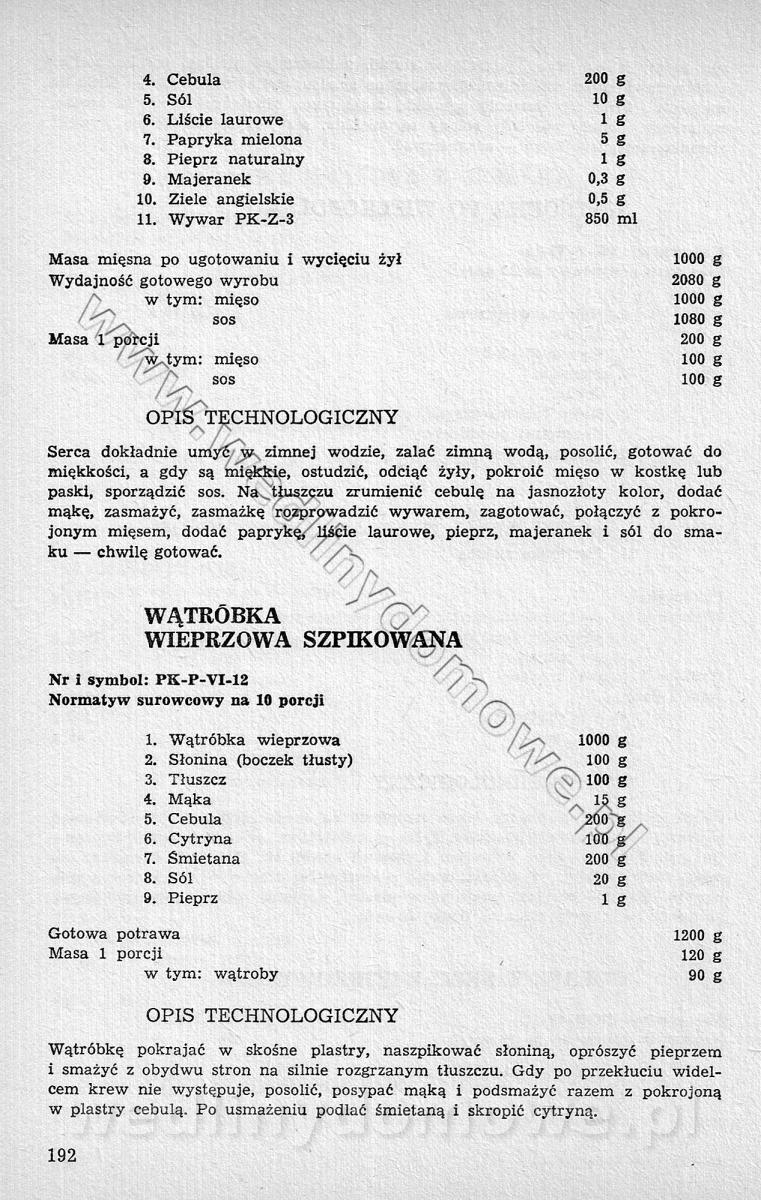 4. Cebula 200 g
5. Sól 10 g
6. Liście laurowe 1 g
7. Papryka mielona 5 g
8. Pieprz naturalny 1 g
9. Majeranek 0,3 g
10. Ziele angielskie 0,5 g
11. Wywar PK-Z-3 850 ml
Masa mięsna po ugotowaniu i wycięciu żył 1000 g
Wydajność gotowego wyrobu 2080 g
w tym: mięso 1000 g
sos 1080 g
Masa 1 porcji 200 g
w tym: mięso 100 g
sos 100 g
OPIS TECHNOLOGICZNY
Serca dokładnie umyć w zimnej wodzie, zalać zimną wodą, posolić, gotować do
miękkości, a gdy są miękkie, ostudzić, odciąć żyły, pokroić mięso w kostkę lub
paski, sporządzić sos. Na tłuszczu zrumienić cebulę na jasnozłoty kolor, dodać
mąkę, zasmażyć, zasmażkę rozprowadzić wywarem, zagotować, połączyć z pokro-
jonym mięsem, dodać paprykę, liście laurowe, pieprz, majeranek i sól do sma-
ku — chwilę gotować.
WĄTRÓBKA
WIEPRZOWA SZPIKOWANA
Nr i symbol: PK-P-VI-12
Normatyw surowcowy na 10 porcji
1. Wątróbka wieprzowa 1000 g
2. Słonina (boczek tłusty) 100 g
3. Tłuszcz 100 g
4. Mąka 15 g
5. Cebula 200 g
6. Cytryna 100 g
7. Śmietana 200 g
8. Sól 20 g
9. Pieprz 1 g
Gotowa potrawa 1200 g
Masa 1 porcji 120 g
w tym: wątroby 90 g
OPIS TECHNOLOGICZNY
Wątróbkę pokrajać w skośne plastry, naszpikować słoniną, oprószyć pieprzem
i smażyć z obydwu stron na silnie rozgrzanym tłuszczu. Gdy po przekłuciu widel-
cem krew nie występuje, posolić, posypać mąką i podsmażyć razem z pokrojoną
w plastry cebulą. Po usmażeniu podlać śmietaną i skropić cytryną.
192
www.wedlinydomowe.pl
wedlinydomowe.pl